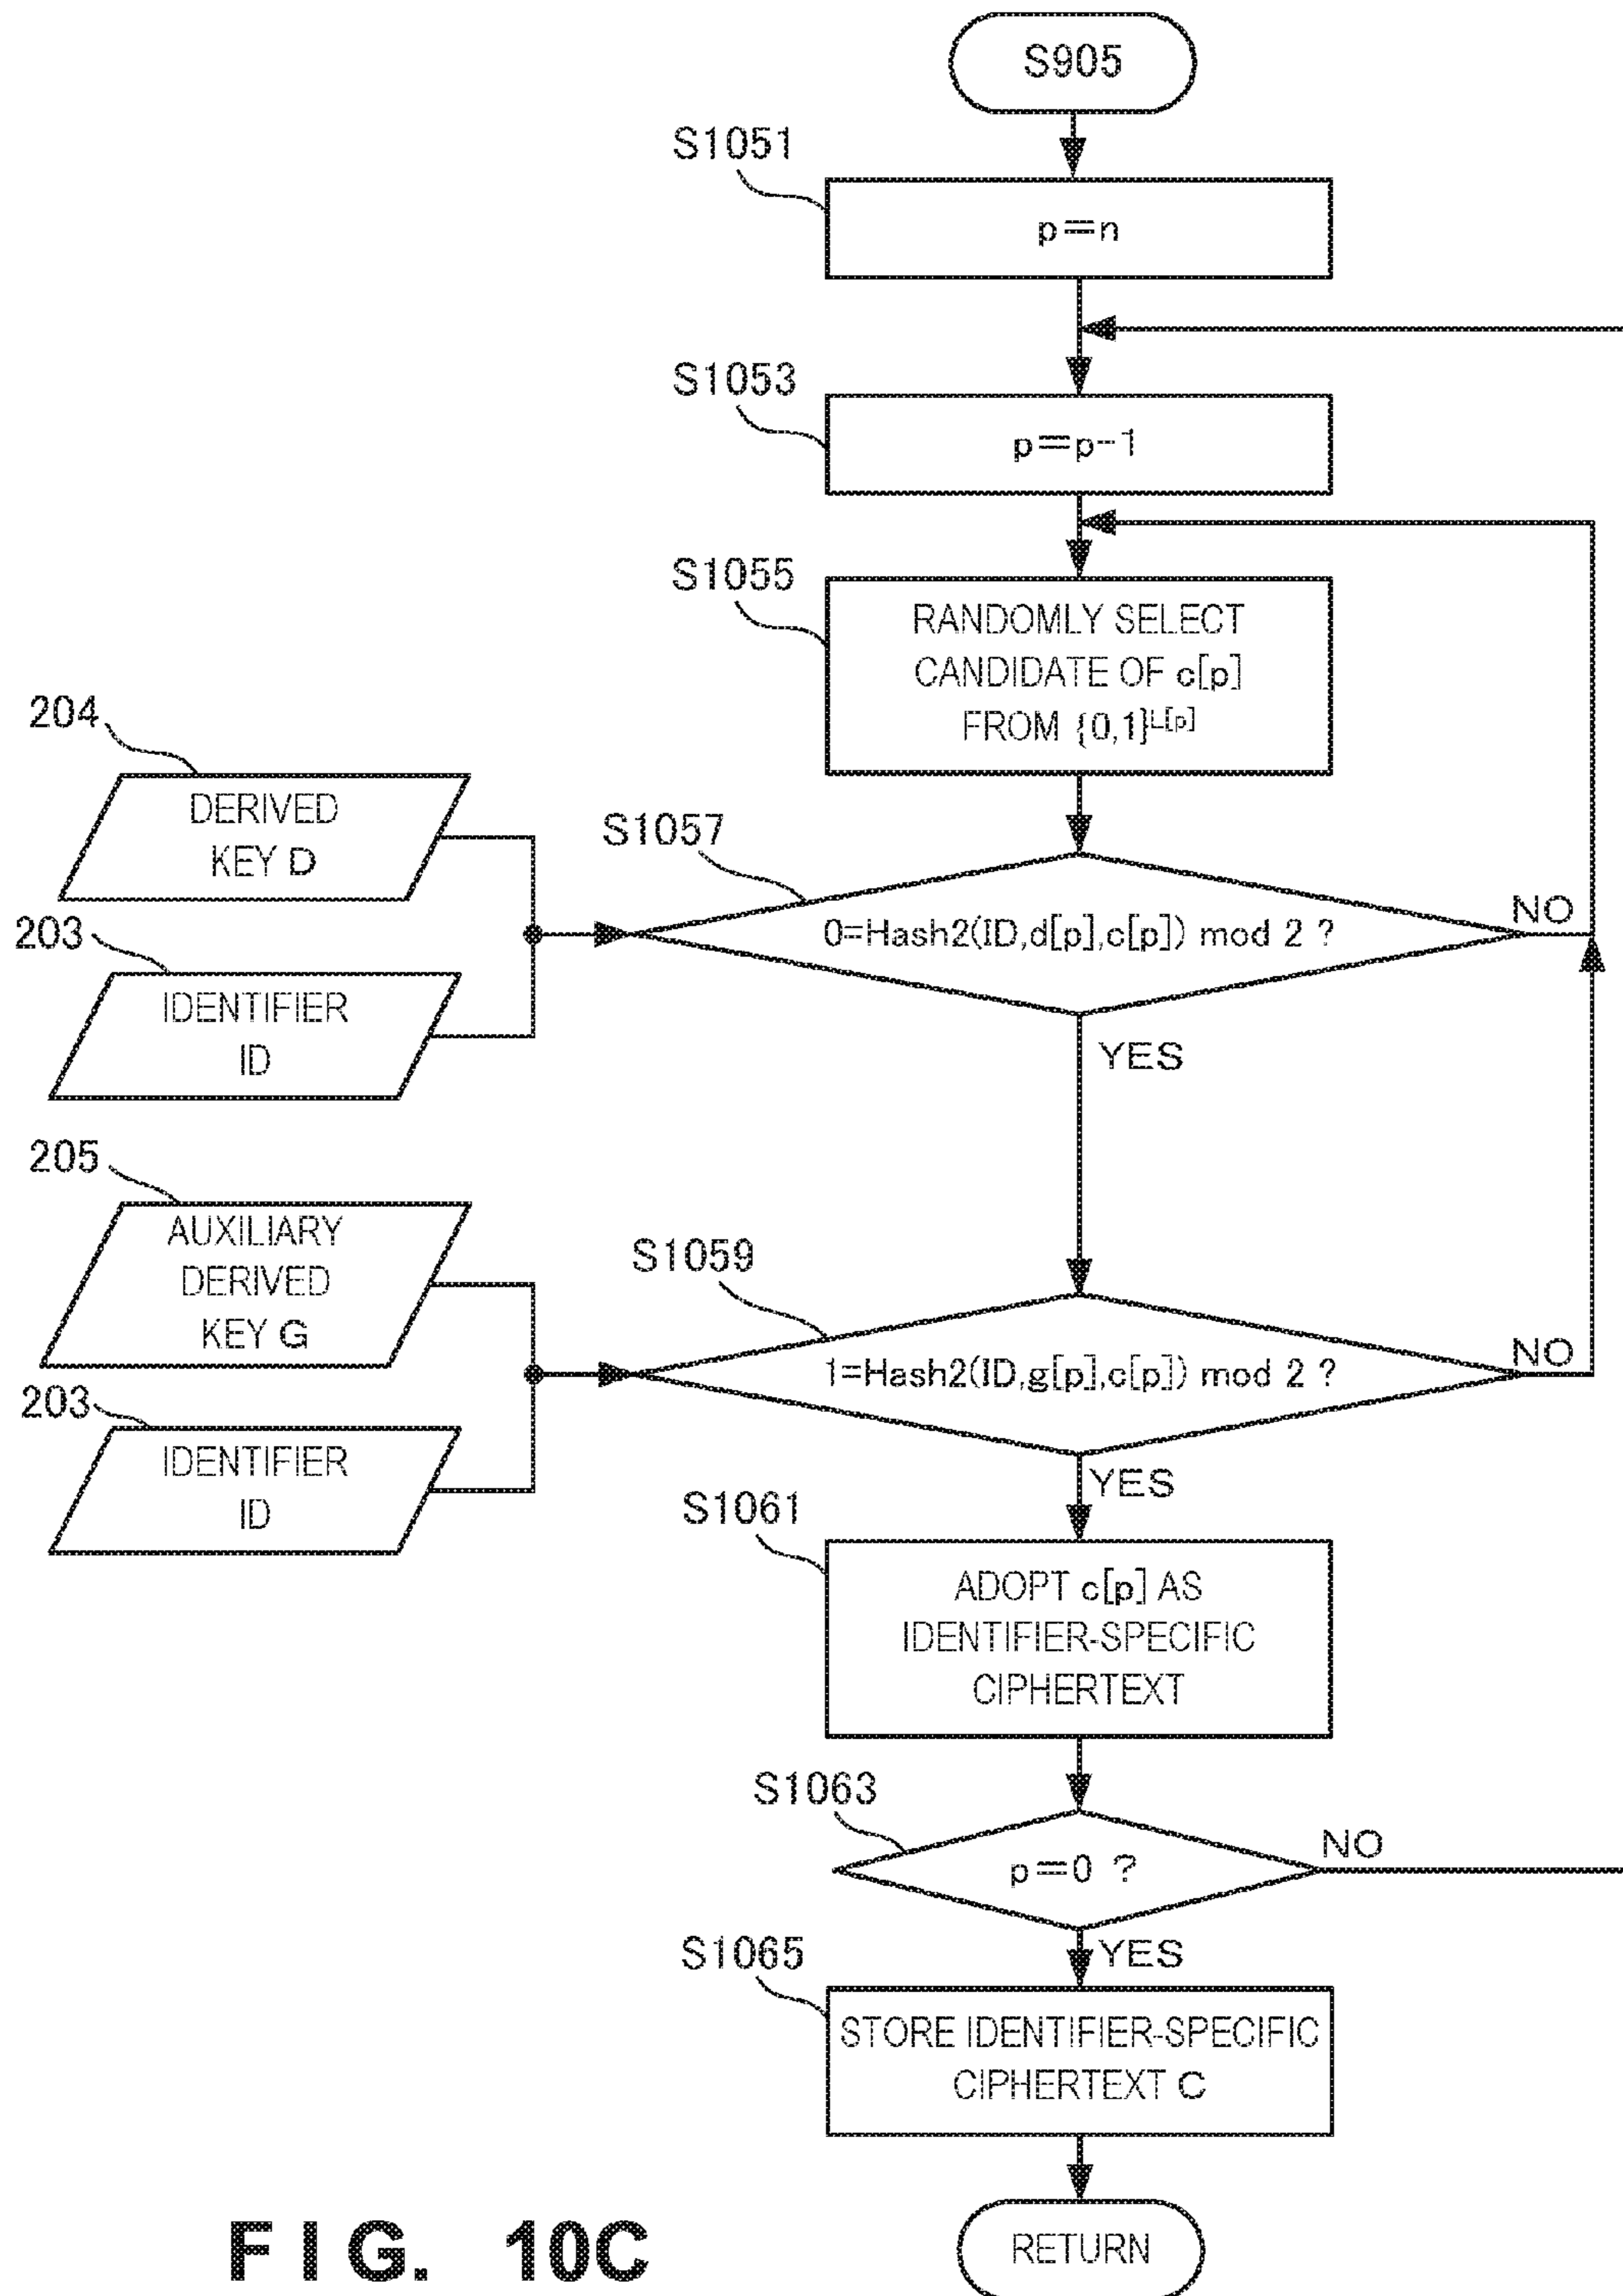 S905
S1051
p=n
S1053
p=p-1
S1055
RANDOMLY SELECT
CANDIDATE OF c[p]
FROM {0,1}^L[p]
204
DERIVED
KEY D
S1057
0=Hash2(ID,d[p],c[p]) mod 2 ?
NO
203
IDENTIFIER
ID
YES
205
AUXILIARY
DERIVED
KEY G
S1059
1=Hash2(ID,g[p],c[p]) mod 2 ?
NO
203
IDENTIFIER
ID
YES
S1061
ADOPT c[p] AS
IDENTIFIER-SPECIFIC
CIPHERTEXT
S1063
p=0 ?
NO
YES
S1065
STORE IDENTIFIER-SPECIFIC
CIPHERTEXT C
RETURN
FIG. 10C